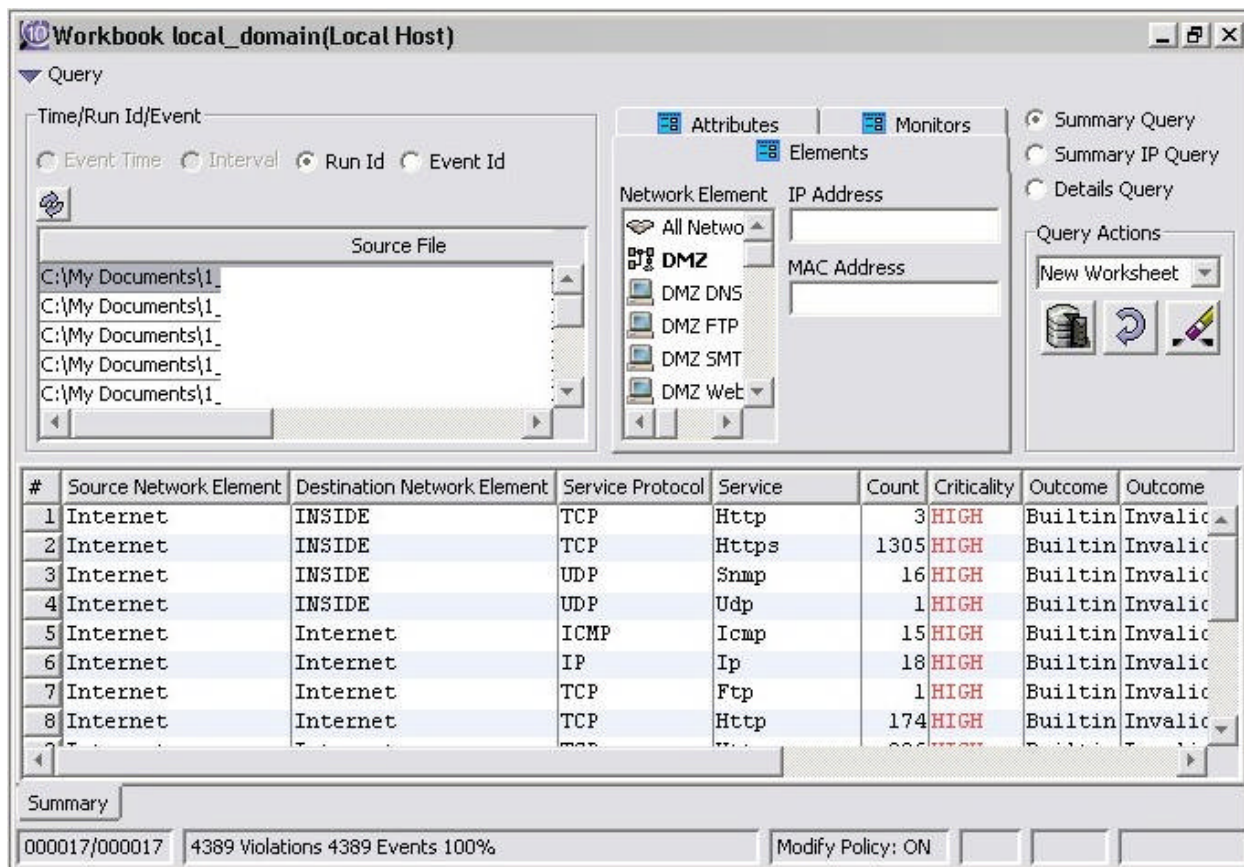 Workbook local_domain(Local Host)
Query
Time/Run Id/Event
Event Time Interval Run Id Event Id
Source File
C:\My Documents\1_
C:\My Documents\1_
C:\My Documents\1_
C:\My Documents\1_
C:\My Documents\1_
Attributes Monitors
Elements
Network Element
All Netwo
DMZ
DMZ DNS
DMZ FTP
DMZ SMT
DMZ Web
IP Address
MAC Address
Summary Query
Summary IP Query
Details Query
Query Actions
New Worksheet
# Source Network Element Destination Network Element Service Protocol Service Count Criticality Outcome Outcome
1 Internet INSIDE TCP Http 3 HIGH Builtin Invalid
2 Internet INSIDE TCP Https 1305 HIGH Builtin Invalid
3 Internet INSIDE UDP Snmp 16 HIGH Builtin Invalid
4 Internet INSIDE UDP Udp 1 HIGH Builtin Invalid
5 Internet Internet ICMP Icmp 15 HIGH Builtin Invalid
6 Internet Internet IP Ip 18 HIGH Builtin Invalid
7 Internet Internet TCP Ftp 1 HIGH Builtin Invalid
8 Internet Internet TCP Http 174 HIGH Builtin Invalid
Summary
000017/000017 4389 Violations 4389 Events 100% Modify Policy: ON